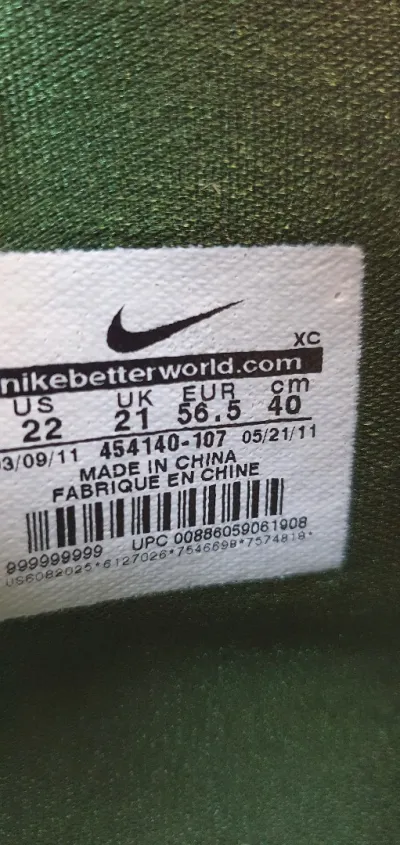 XC
nikebetterworld.com
US UK EUR cm
22 21 56.5 40
03/09/11 454140-107 05/21/11
MADE IN CHINA
FABRIQUE EN CHINE
999999999 UPC 00886059061908
US6082025*6127026*7546698*7574818*